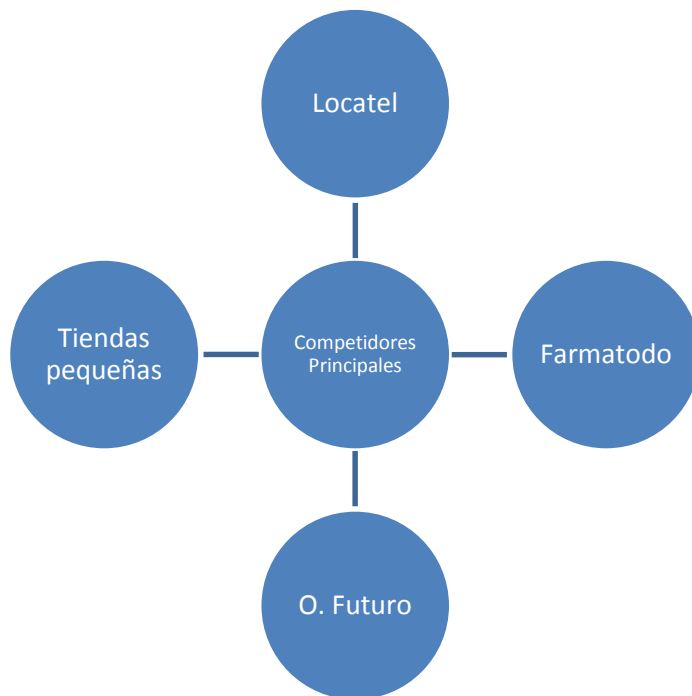 Locatel
Tiendas
pequeñas
Competidores
Principales
Farmatodo
O. Futuro